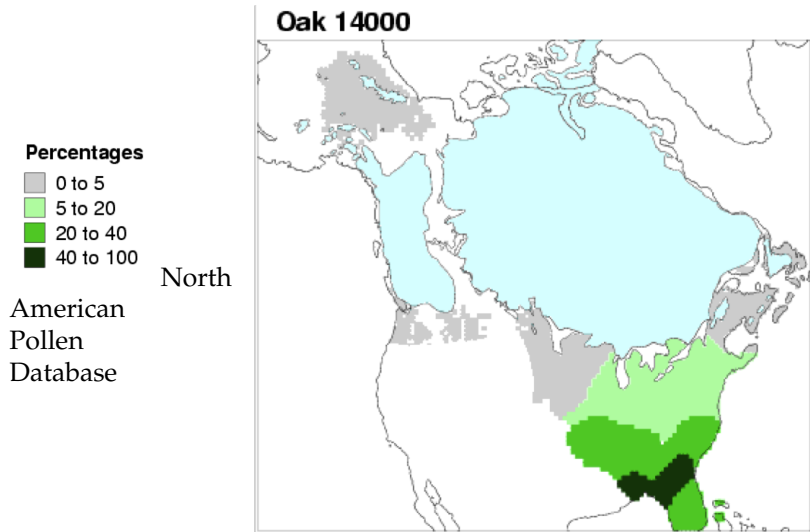 Oak 14000
Percentages
0 to 5
5 to 20
20 to 40
40 to 100
North
American
Pollen
Database